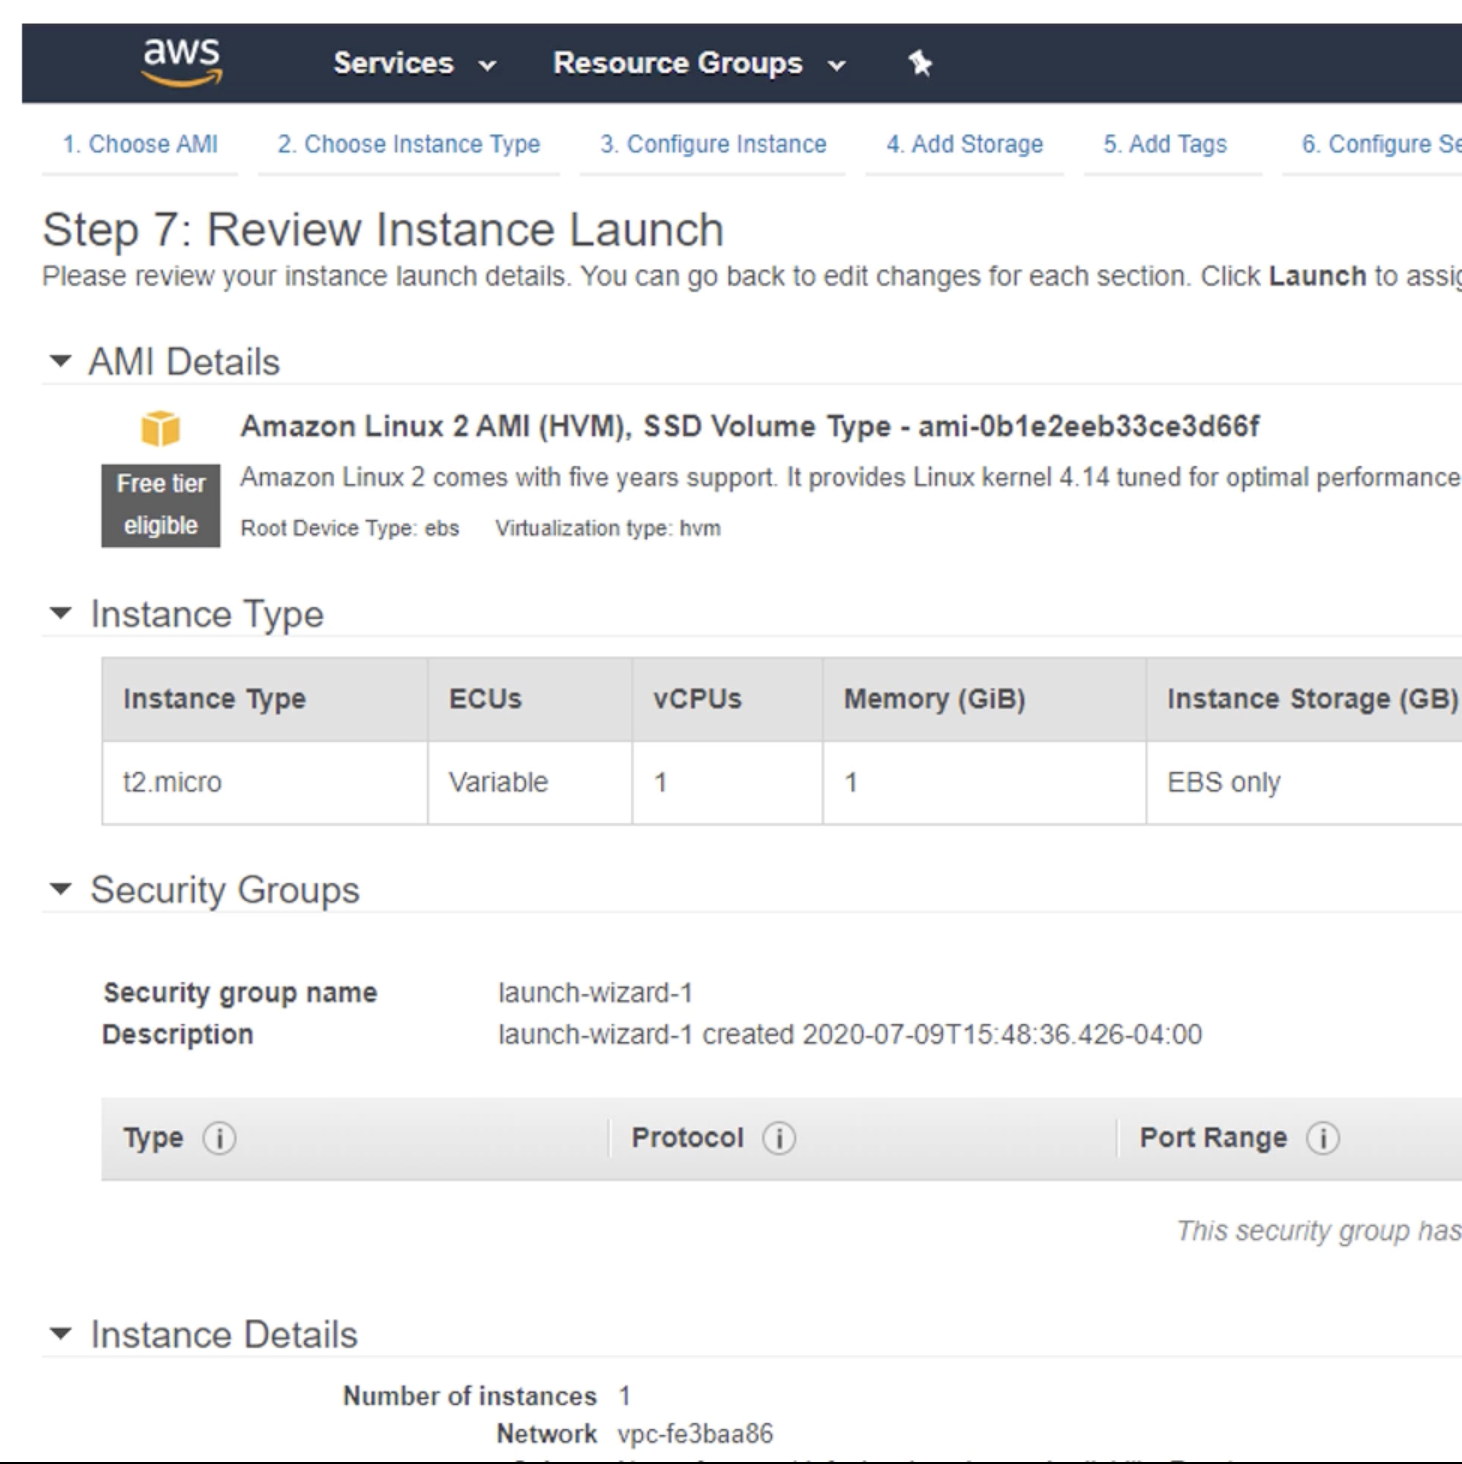 aws Services Resource Groups
1. Choose AMI 2. Choose Instance Type 3. Configure Instance 4. Add Storage 5. Add Tags 6. Configure Se
Step 7: Review Instance Launch
Please review your instance launch details. You can go back to edit changes for each section. Click Launch to assig
AMI Details
Amazon Linux 2 AMI (HVM), SSD Volume Type - ami-0b1e2eeb33ce3d66f
Free tier
eligible
Amazon Linux 2 comes with five years support. It provides Linux kernel 4.14 tuned for optimal performance
Root Device Type: ebs Virtualization type: hvm
Instance Type
Instance Type ECUs vCPUs Memory (GiB) Instance Storage (GB)
t2.micro Variable 1 1 EBS only
Security Groups
Security group name launch-wizard-1
Description launch-wizard-1 created 2020-07-09T15:48:36.426-04:00
Type Protocol Port Range
This security group has
Instance Details
Number of instances 1
Network vpc-fe3baa86